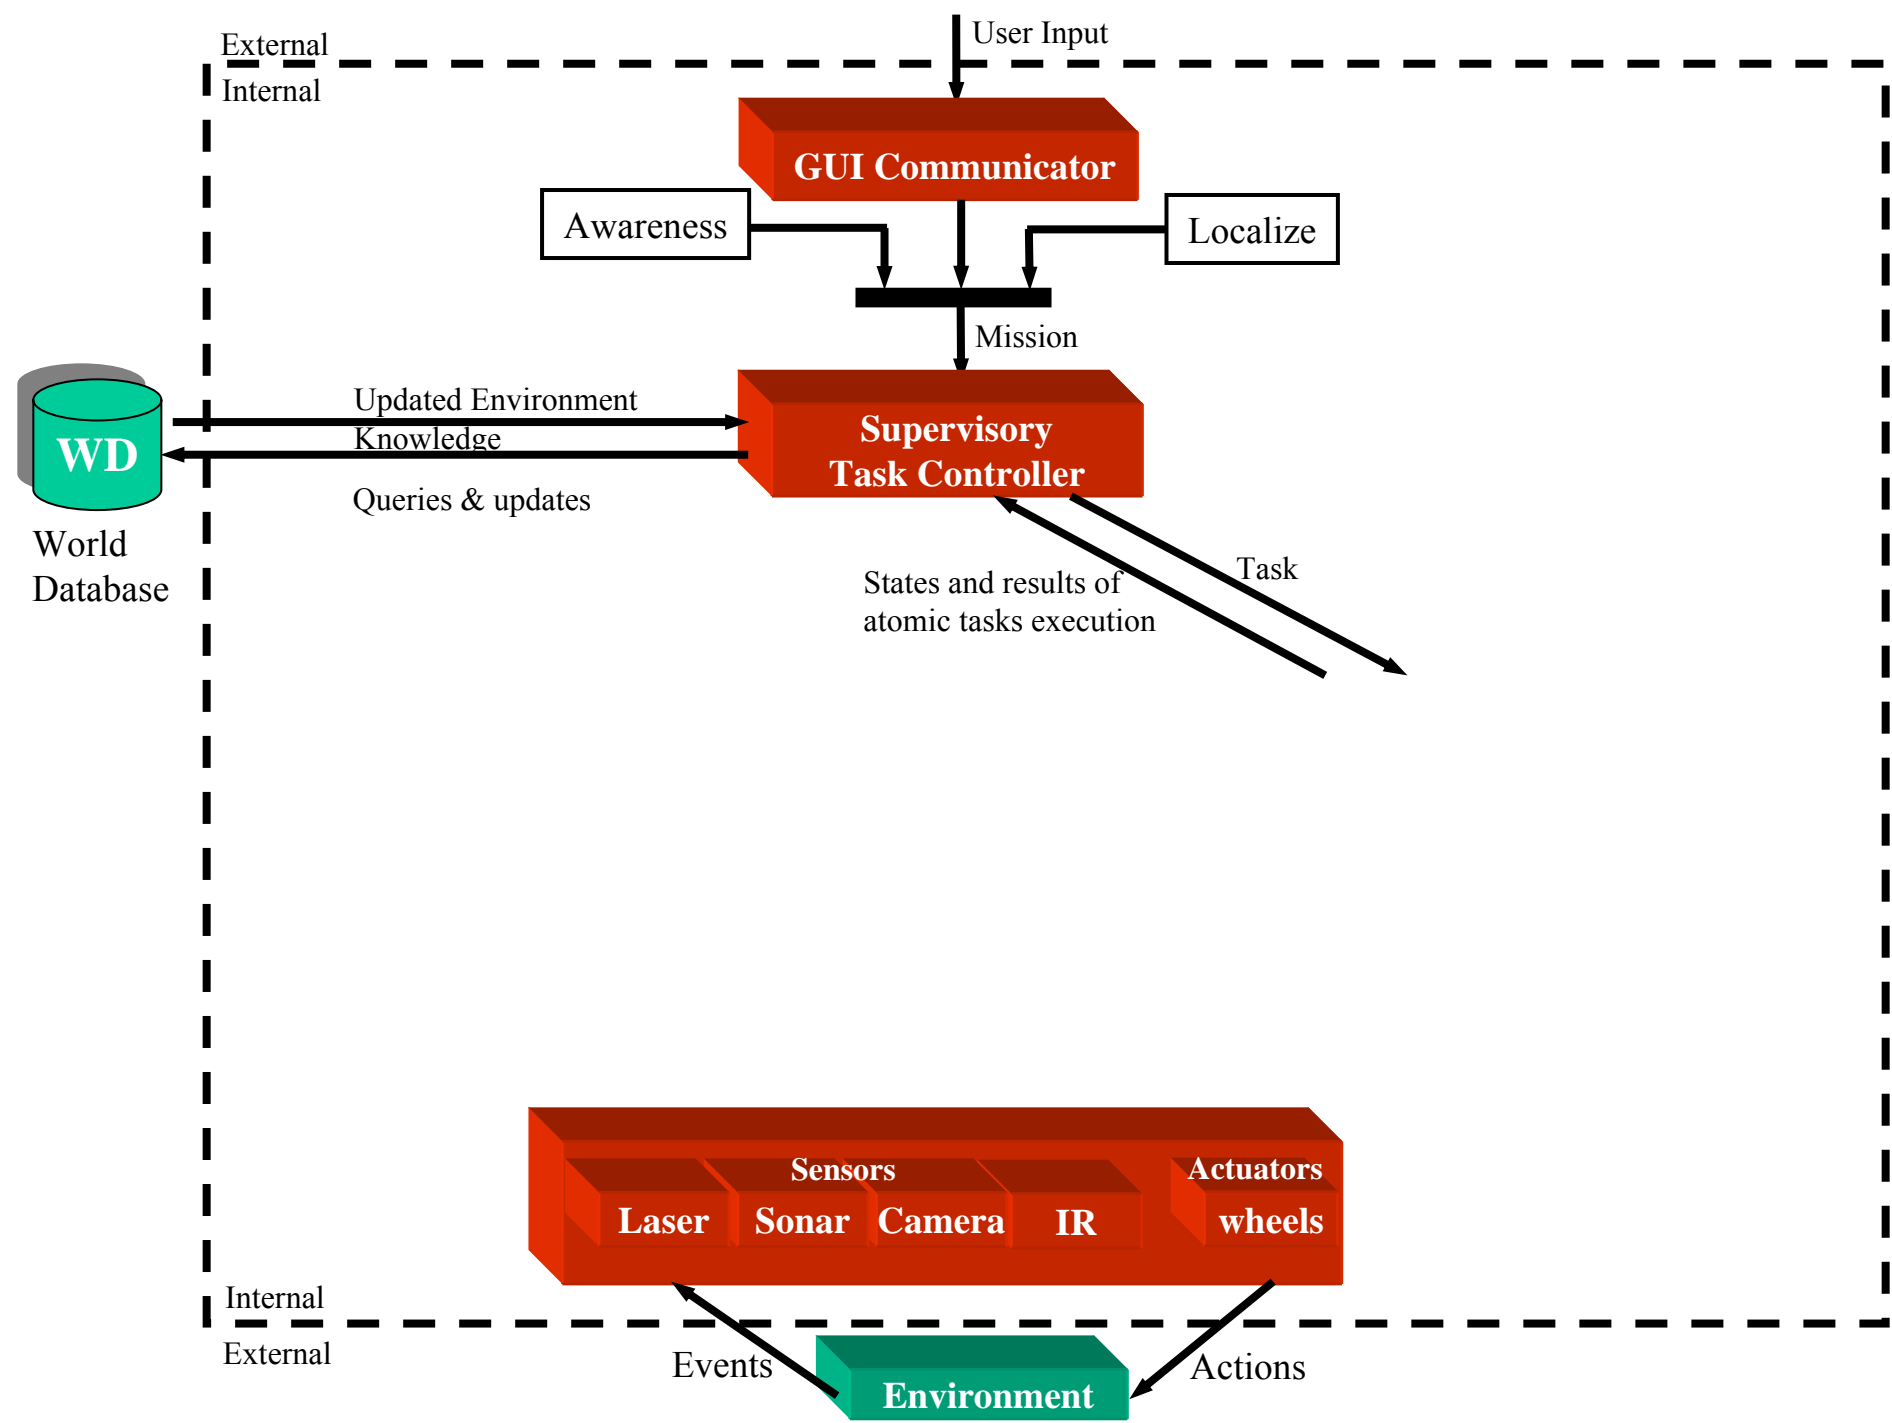 User Input
External
Internal
GUI Communicator
Awareness
Localize
Mission
Updated Environment
Knowledge
Supervisory
Task Controller
WD
Queries & updates
World
Database
Task
States and results of
atomic tasks execution
Sensors
Actuators
Laser
Sonar
Camera
IR
wheels
Internal
External
Events
Actions
Environment